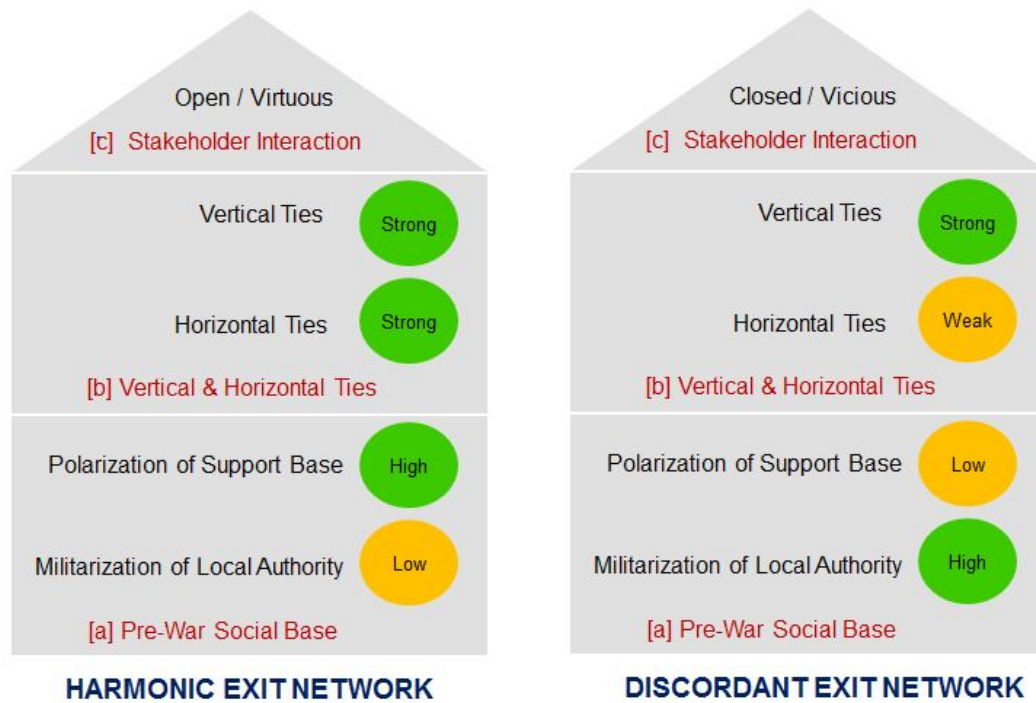 Open / Virtuous
[c] Stakeholder Interaction
Vertical Ties
Strong
Horizontal Ties
Strong
[b] Vertical & Horizontal Ties
Polarization of Support Base
High
Militarization of Local Authority
Low
[a] Pre-War Social Base
HARMONIC EXIT NETWORK
Closed / Vicious
[c] Stakeholder Interaction
Vertical Ties
Strong
Horizontal Ties
Weak
[b] Vertical & Horizontal Ties
Polarization of Support Base
Low
Militarization of Local Authority
High
[a] Pre-War Social Base
DISCORDANT EXIT NETWORK